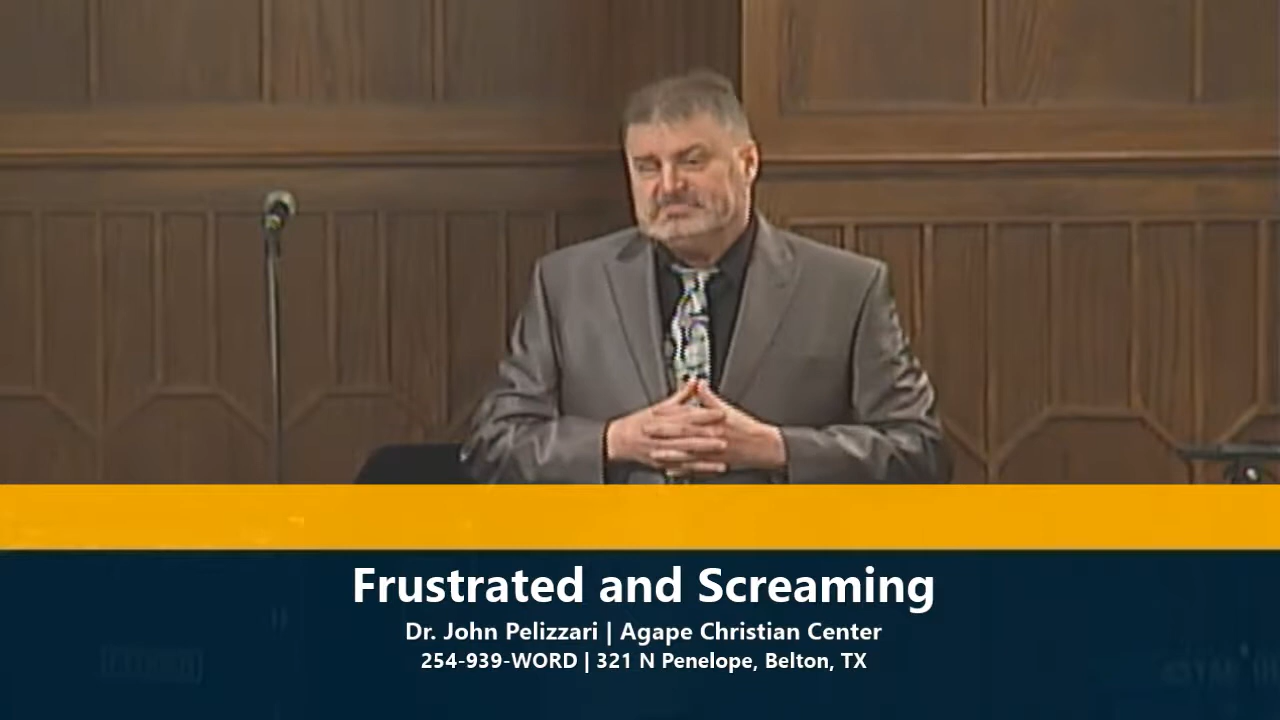 Frustrated and Screaming
Dr. John Pelizzari | Agape Christian Center
254-939-WORD | 321 N Penelope, Belton, TX